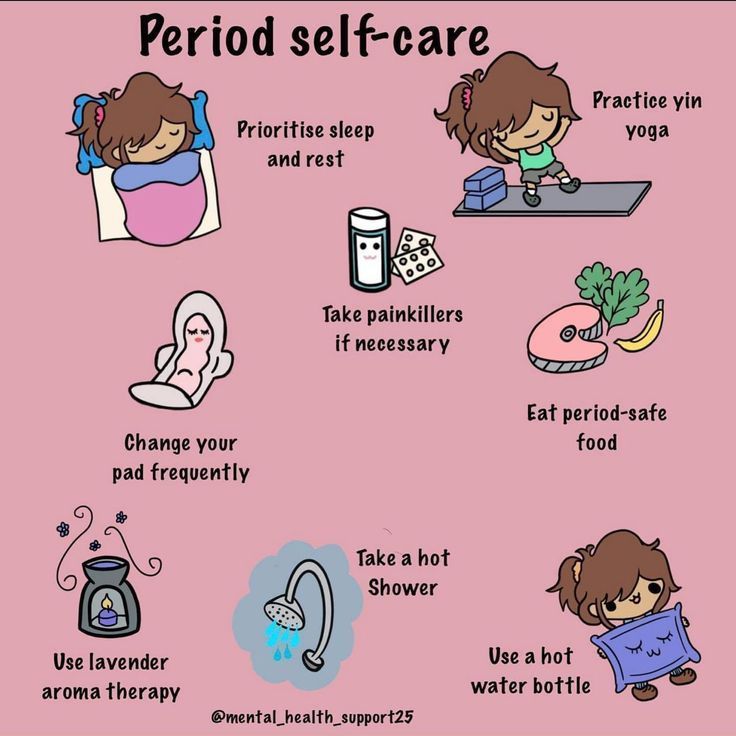 Period self-care
Prioritise sleep
and rest
Practice yin
yoga
Take painkillers
if necessary
Change your
pad frequently
Eat period-safe
food
Use lavender
aroma therapy
Take a hot
Shower
Use a hot
water bottle
@mental_health_support25